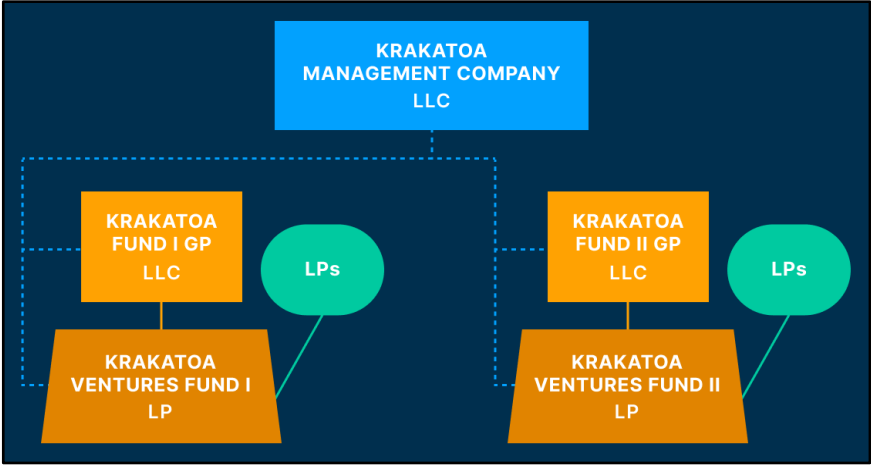 KRAKATOA
MANAGEMENT COMPANY
LLC
KRAKATOA
FUND I GP
LLC
LPs
KRAKATOA
VENTURES FUND I
LP
KRAKATOA
FUND II GP
LLC
LPs
KRAKATOA
VENTURES FUND II
LP